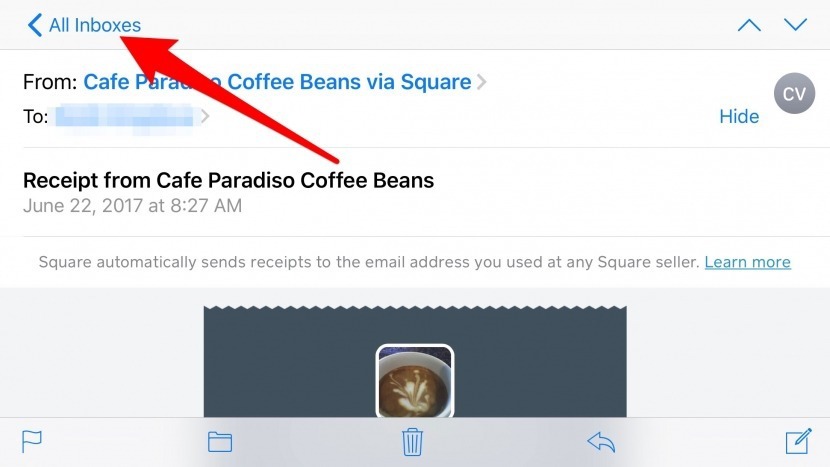 All Inboxes
From: Cafe Paradiso Coffee Beans via Square
CV
To:
Hide
Receipt from Cafe Paradiso Coffee Beans
June 22, 2017 at 8:27 AM
Square automatically sends receipts to the email address you used at any Square seller. Learn more